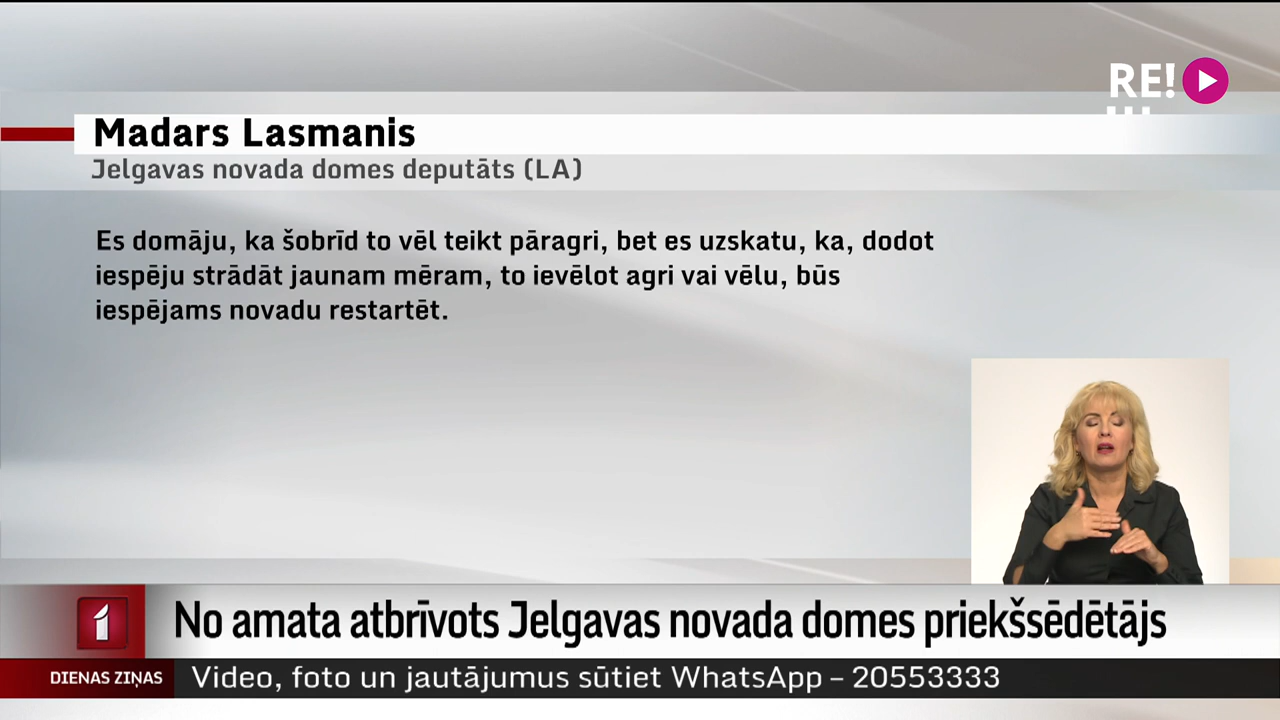 RE!
Madars Lasmanis
Jelgavas novada domes deputāts (LA)
Es domāju, ka šobrīd to vēl teikt pāragri, bet es uzskatu, ka, dodot
iespēju strādāt jaunam mēram, to ievēlot agri vai vēlu, būs
iespējams novadu restartēt.
1
No amata atbrīvots Jelgavas novada domes priekšsēdētājs
DIENAS ZIŅAS
Video, foto un jautājumus sūtiet WhatsApp – 20553333